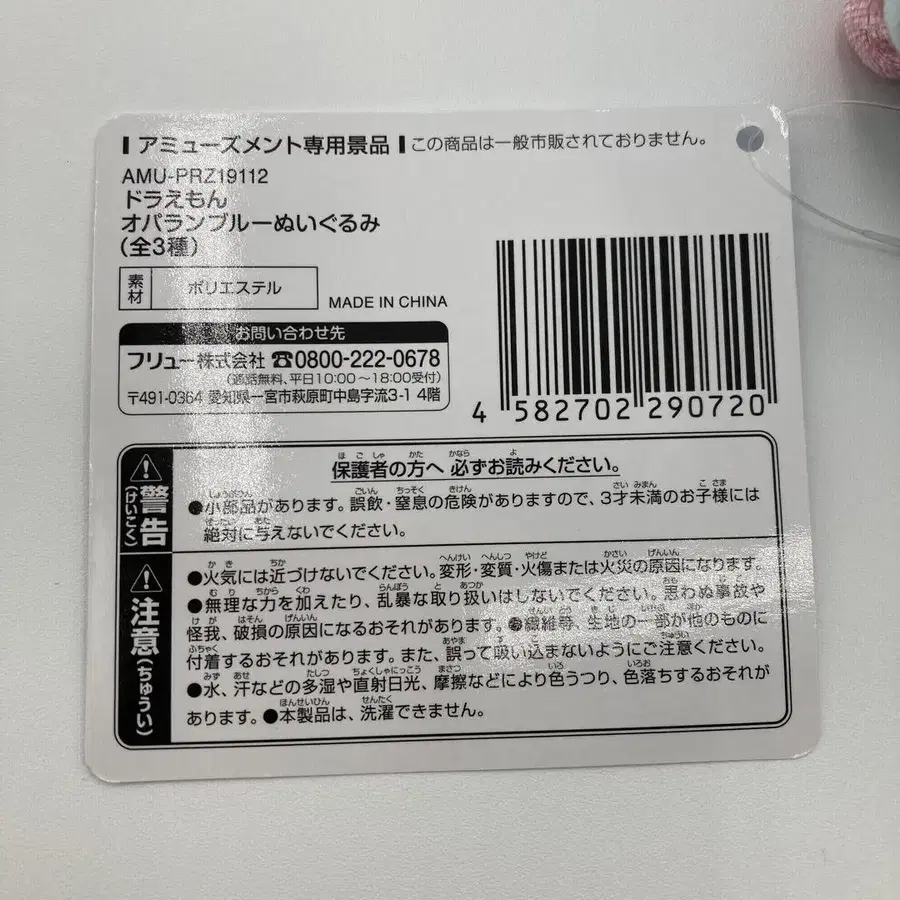 アミューズメント専用景品 この商品は一般市販されておりません。
AMU-PRZ19112
ドラえもん
オパランブルーぬいぐるみ
(全3種)
素材 ポリエステル
MADE IN CHINA
お問い合わせ先
フリュー株式会社 ☎0800-222-0678
(通話無料、平日10:00~18:00受付)
〒491-0364 愛知県一宮市萩原町中島字流3-1 4階
4 582702 290720
⚠警告(けいこく)
保護者の方へ 必ずお読みください。
●小部品があります。誤飲・窒息の危険がありますので、3才未満のお子様には
絶対に与えないでください。
⚠注意(ちゅうい)
●火気には近づけないでください。変形・変質・火傷または火災の原因になります。
●無理な力を加えたり、乱暴な取り扱いはしないでください。思わぬ事故や
怪我、破損の原因になるおそれがあります。●繊維等、生地の一部が他のものに
付着するおそれがあります。また、誤って吸い込まないようにご注意ください。
●水、汗などの多湿や直射日光、摩擦などにより色うつり、色落ちするおそれが
あります。●本製品は、洗濯できません。